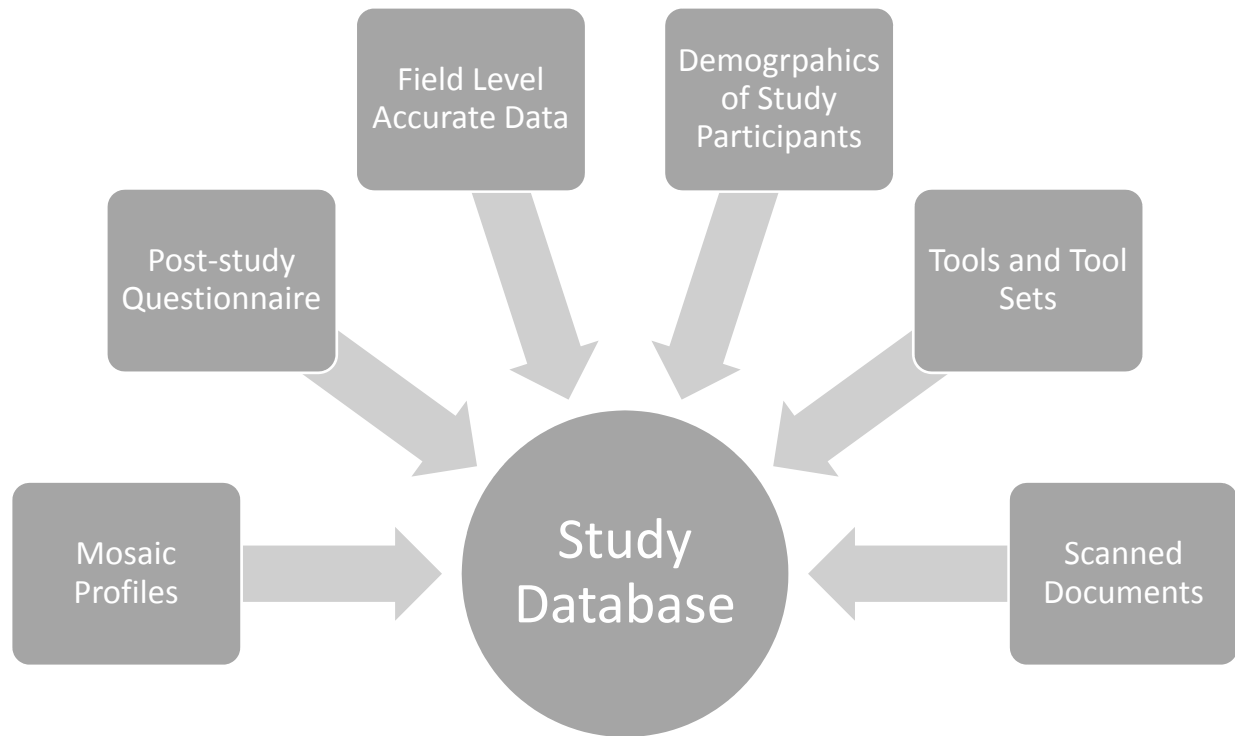 Field Level
Accurate Data
Demogrpahics
of Study
Participants
Post-study
Questionnaire
Tools and Tool
Sets
Mosaic
Profiles
Study
Database
Scanned
Documents